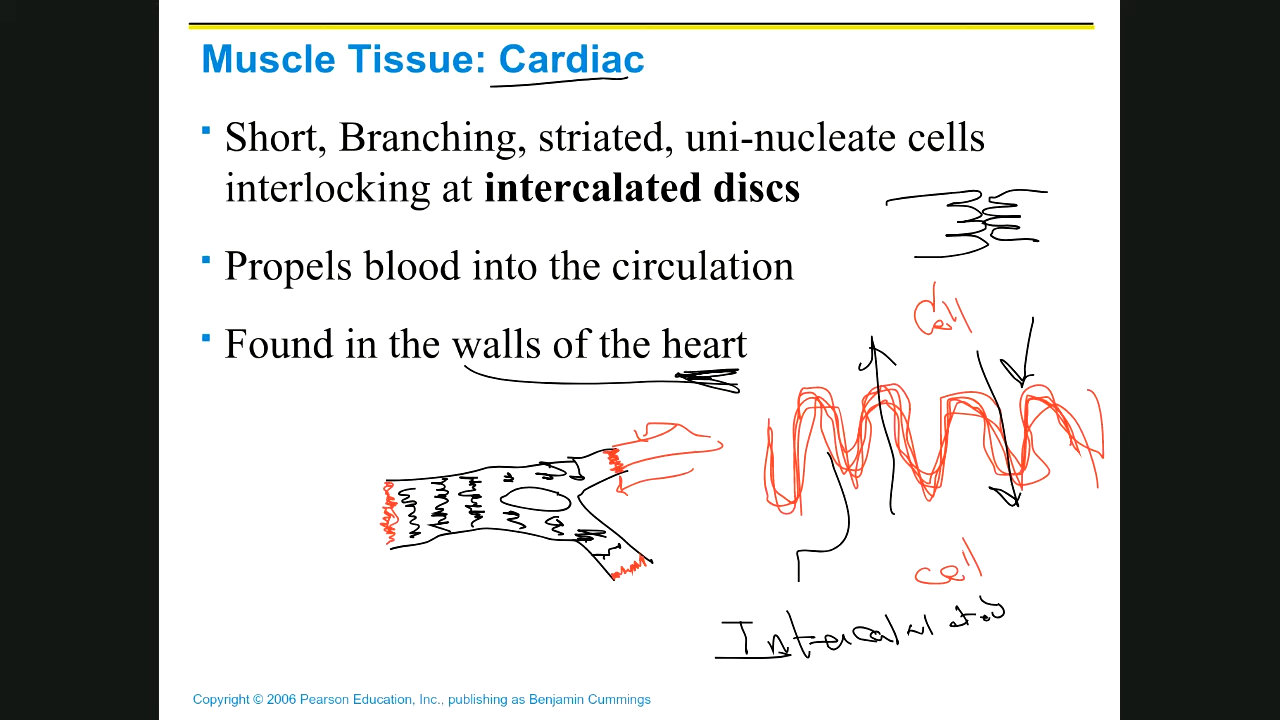 Muscle Tissue: Cardiac
▪ Short, Branching, striated, uni-nucleate cells
interlocking at intercalated discs
▪ Propels blood into the circulation
▪ Found in the walls of the heart
Cell
cell
Copyright © 2006 Pearson Education, Inc., publishing as Benjamin Cummings